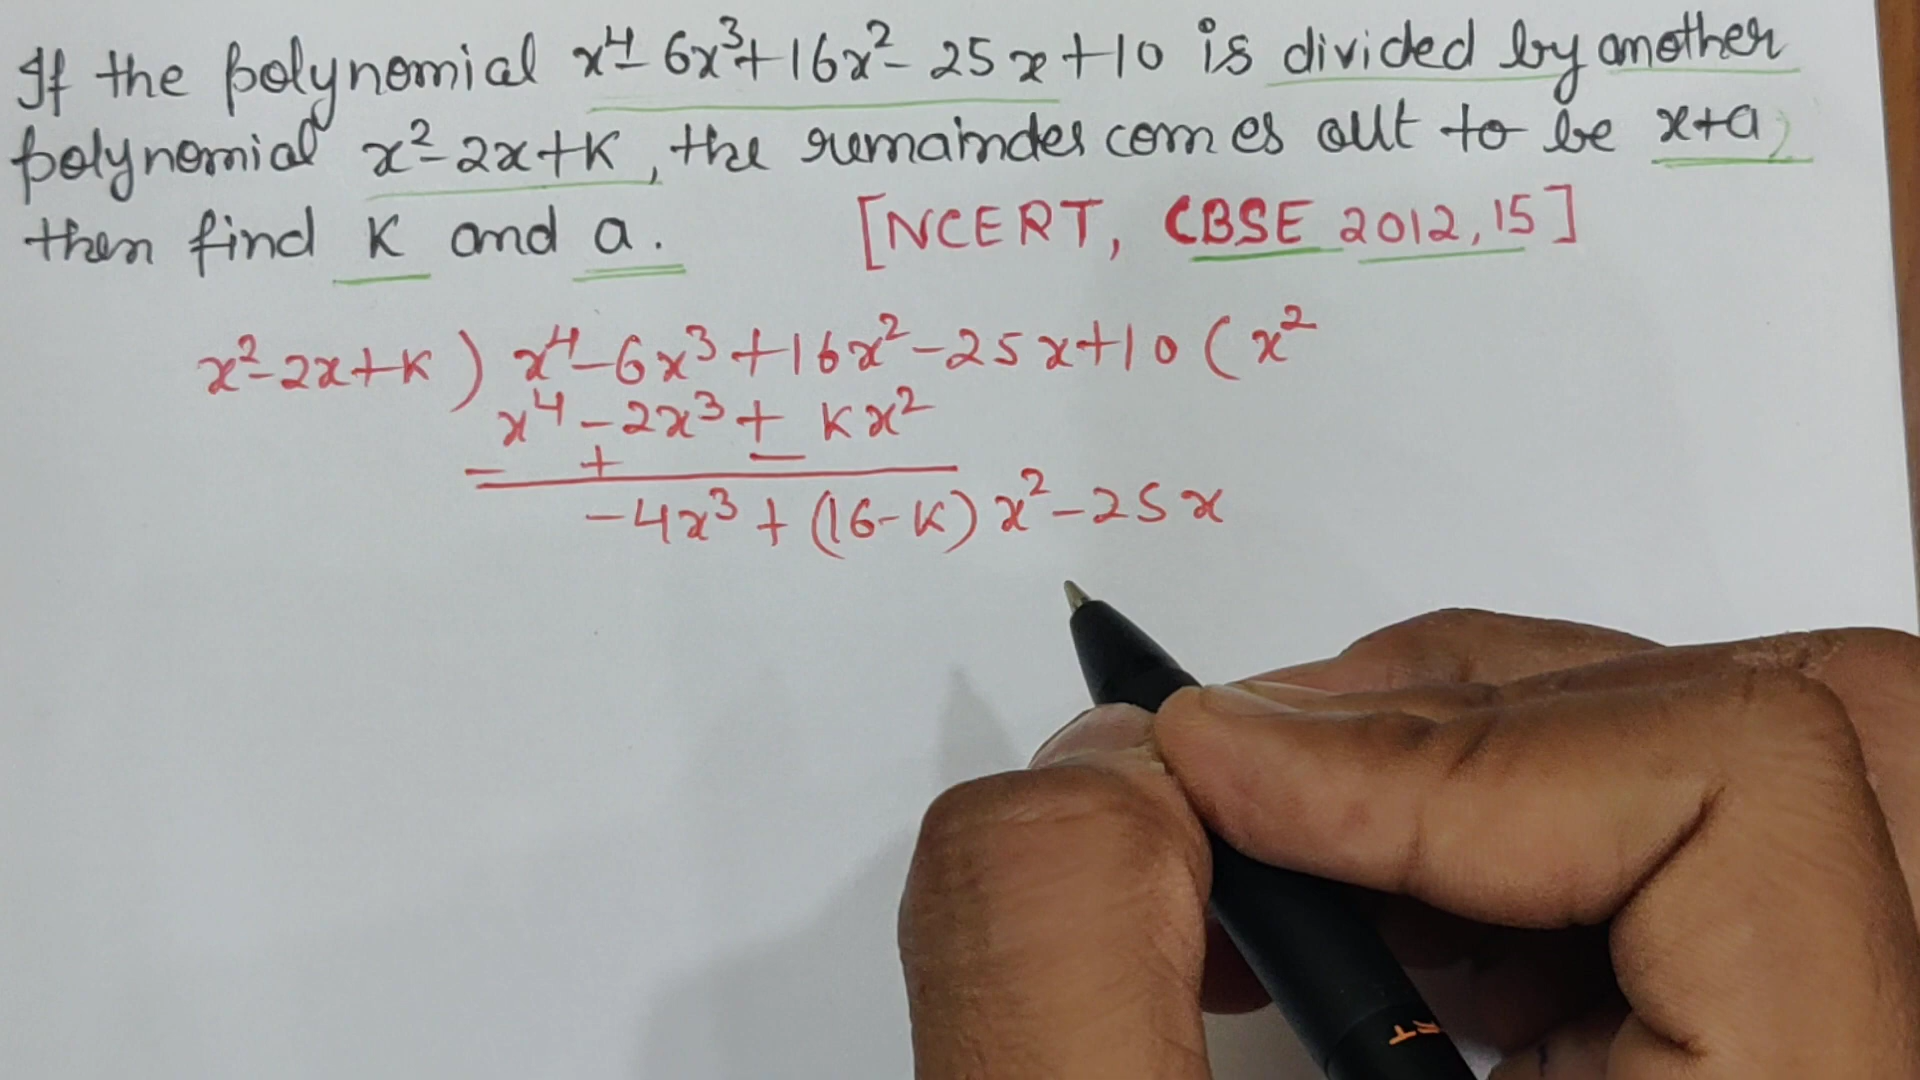 If the polynomial x⁴- 6x³+16x²- 25x+10 is divided by another
polynomial x²-2x+K, the remainder comes out to be x+a,
then find K and a. [NCERT, CBSE 2012,15]
x²-2x+K ) x⁴-6x³+16x²-25x+10 ( x²
x⁴-2x³+ Kx²
- + -
-4x³+(16-K)x²-25x